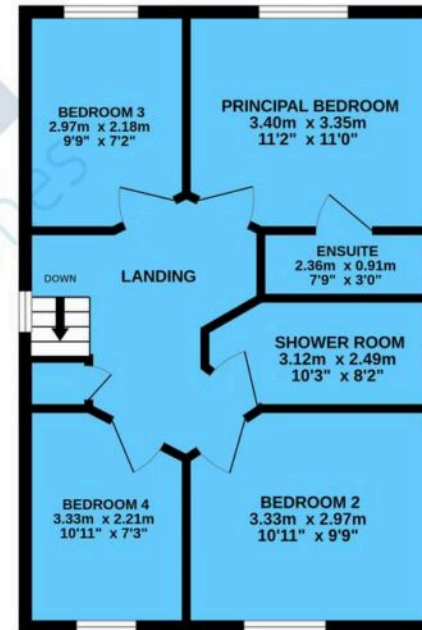 BEDROOM 3
2.97m x 2.18m
9'9" x 7'2"
PRINCIPAL BEDROOM
3.40m x 3.35m
11'2" x 11'0"
ENSUITE
2.36m x 0.91m
7'9" x 3'0"
DOWN
LANDING
SHOWER ROOM
3.12m x 2.49m
10'3" x 8'2"
BEDROOM 4
3.33m x 2.21m
10'11" x 7'3"
BEDROOM 2
3.33m x 2.97m
10'11" x 9'9"